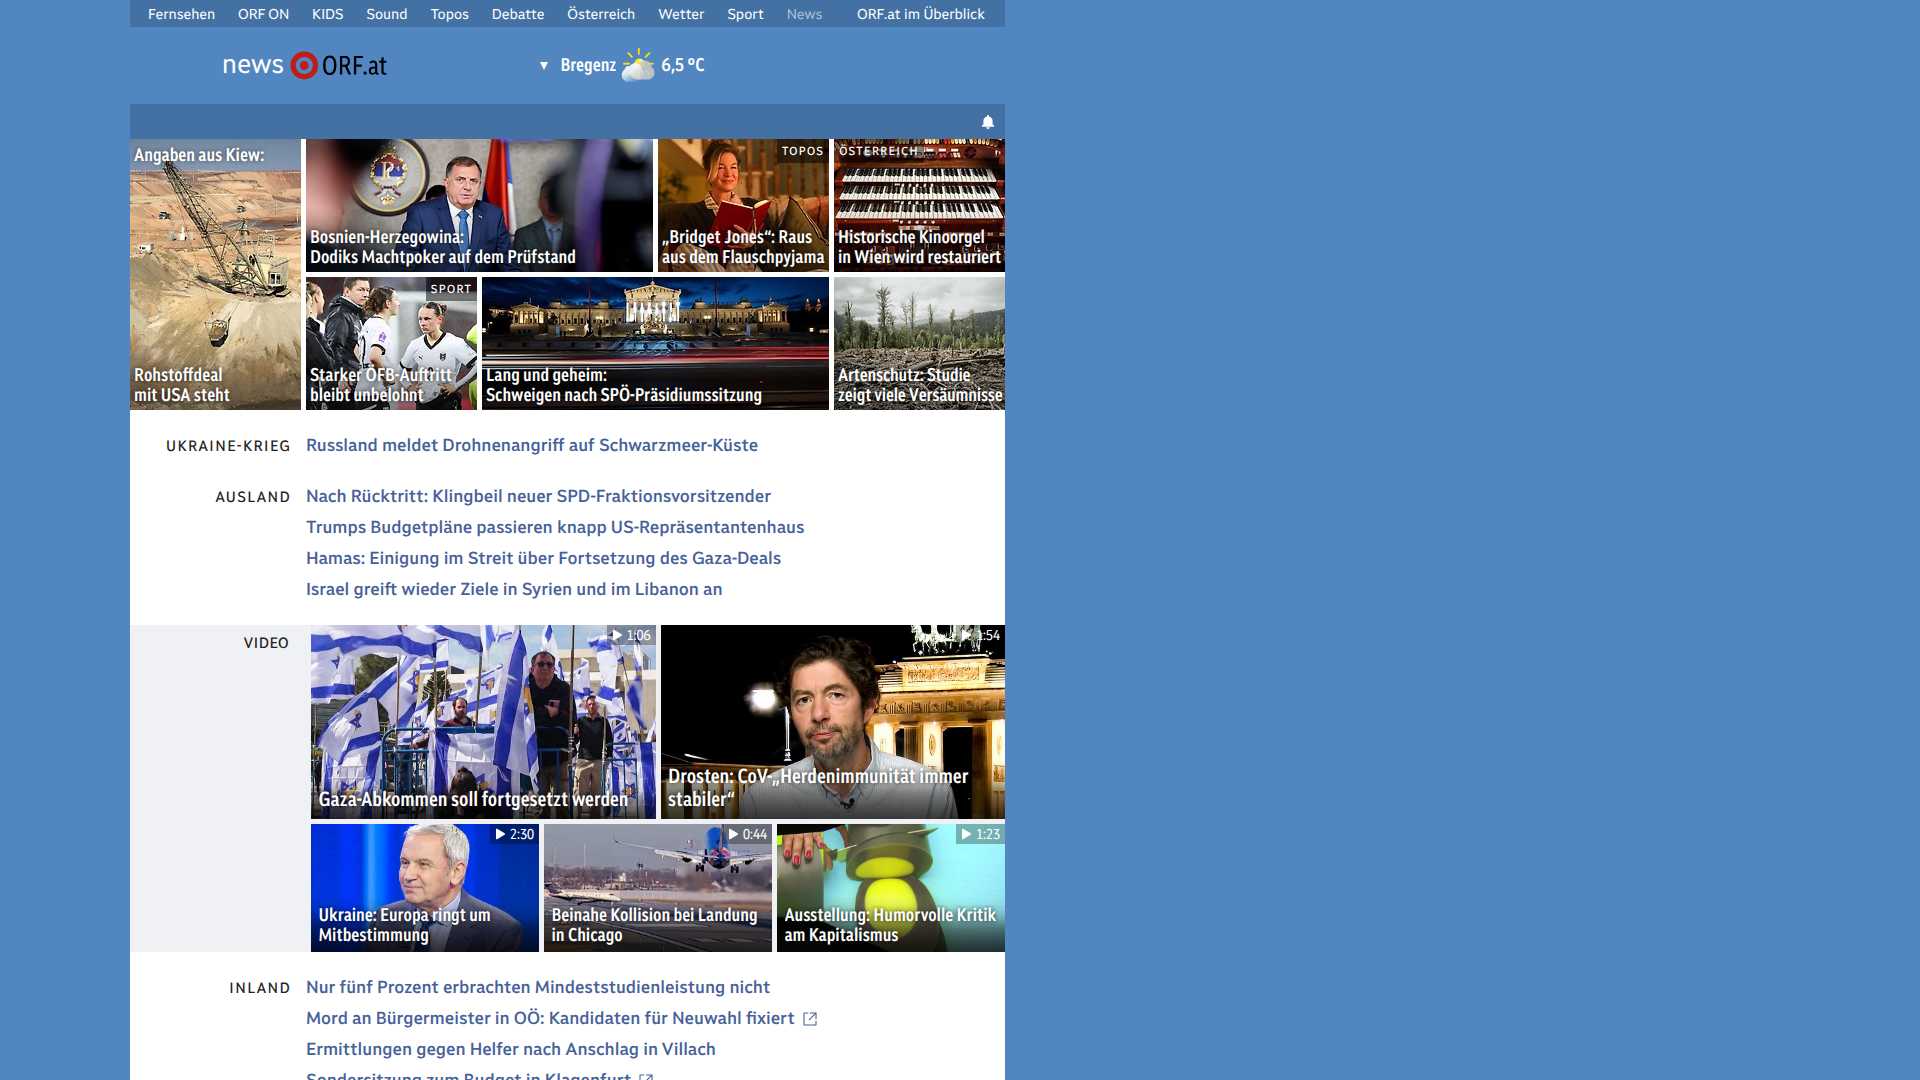 Fernsehen ORF ON KIDS Sound Topos Debatte Österreich Wetter Sport News ORF.at im Überblick
news ORF.at
▼ Bregenz 6,5 °C
Angaben aus Kiew:
Rohstoffdeal
mit USA steht
Bosnien-Herzegowina:
Dodiks Machtpoker auf dem Prüfstand
TOPOS
„Bridget Jones“: Raus
aus dem Flauschpyjama
ÖSTERREICH
Historische Kinoorgel
in Wien wird restauriert
SPORT
Starker ÖFB-Auftritt
bleibt unbelohnt
Lang und geheim:
Schweigen nach SPÖ-Präsidiumssitzung
Artenschutz: Studie
zeigt viele Versäumnisse
UKRAINE-KRIEG
Russland meldet Drohnenangriff auf Schwarzmeer-Küste
AUSLAND
Nach Rücktritt: Klingbeil neuer SPD-Fraktionsvorsitzender
Trumps Budgetpläne passieren knapp US-Repräsentantenhaus
Hamas: Einigung im Streit über Fortsetzung des Gaza-Deals
Israel greift wieder Ziele in Syrien und im Libanon an
VIDEO
1:06
Gaza-Abkommen soll fortgesetzt werden
1:54
Drosten: CoV-„Herdenimmunität immer
stabiler“
2:30
Ukraine: Europa ringt um
Mitbestimmung
0:44
Beinahe Kollision bei Landung
in Chicago
1:23
Ausstellung: Humorvolle Kritik
am Kapitalismus
INLAND
Nur fünf Prozent erbrachten Mindeststudienleistung nicht
Mord an Bürgermeister in OÖ: Kandidaten für Neuwahl fixiert
Ermittlungen gegen Helfer nach Anschlag in Villach
Sondersitzung zum Budget in Klagenfurt